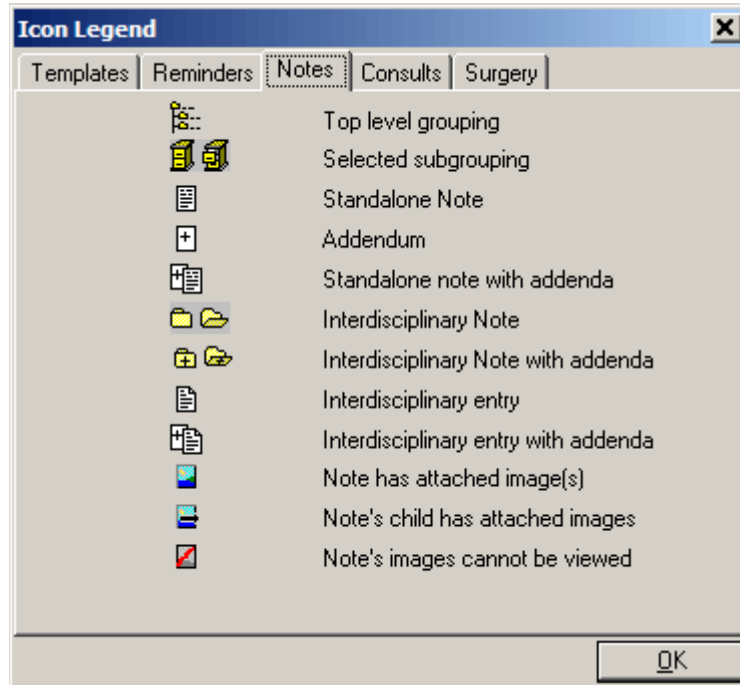 Icon Legend
Templates Reminders Notes Consults Surgery
Top level grouping
Selected subgrouping
Standalone Note
Addendum
Standalone note with addenda
Interdisciplinary Note
Interdisciplinary Note with addenda
Interdisciplinary entry
Interdisciplinary entry with addenda
Note has attached image(s)
Note's child has attached images
Note's images cannot be viewed
OK